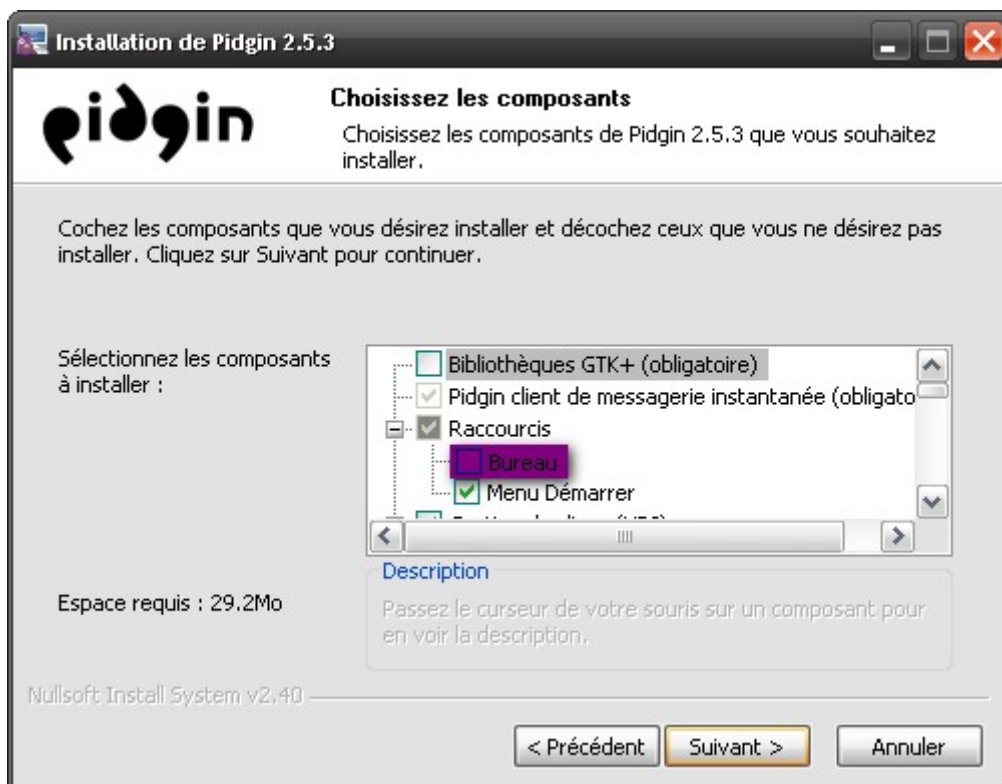 Installation de Pidgin 2.5.3
pidgin
Choisissez les composants
Choisissez les composants de Pidgin 2.5.3 que vous souhaitez
installer.
Cochez les composants que vous désirez installer et décochez ceux que vous ne désirez pas
installer. Cliquez sur Suivant pour continuer.
Sélectionnez les composants
à installer :
Bibliothèques GTK+ (obligatoire)
Pidgin client de messagerie instantanée (obligato
Raccourcis
Bureau
Menu Démarrer
Espace requis : 29.2Mo
Description
Passez le curseur de votre souris sur un composant pour
en voir la description.
Nullsoft Install System v2.40
< Précédent
Suivant >
Annuler